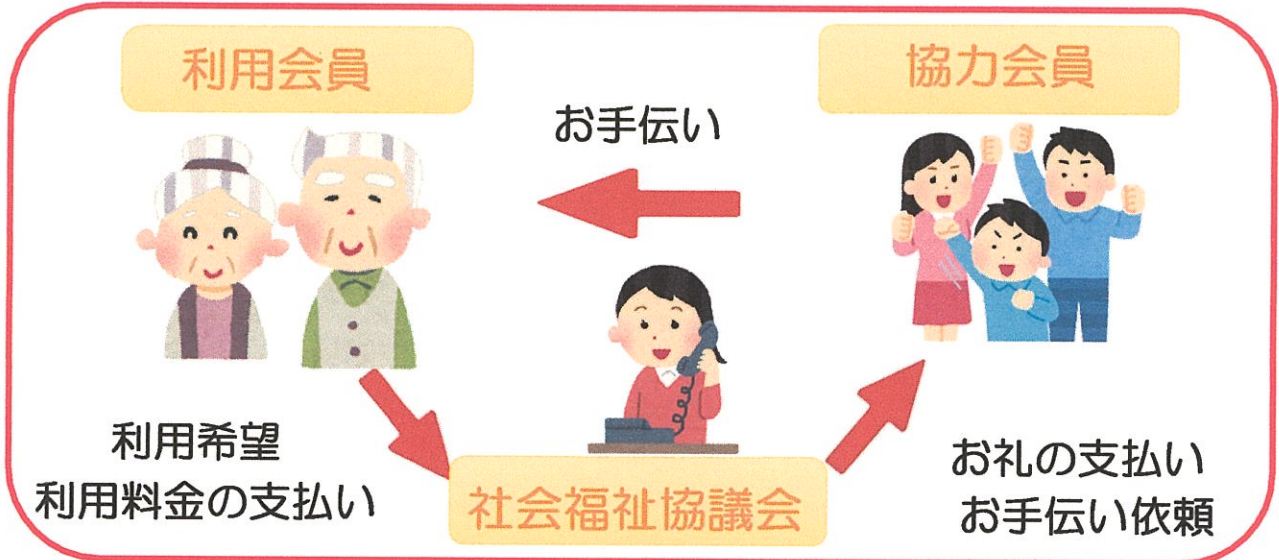 利用会員
協力会員
お手伝い
利用希望
利用料金の支払い
社会福祉協議会
お礼の支払い
お手伝い依頼